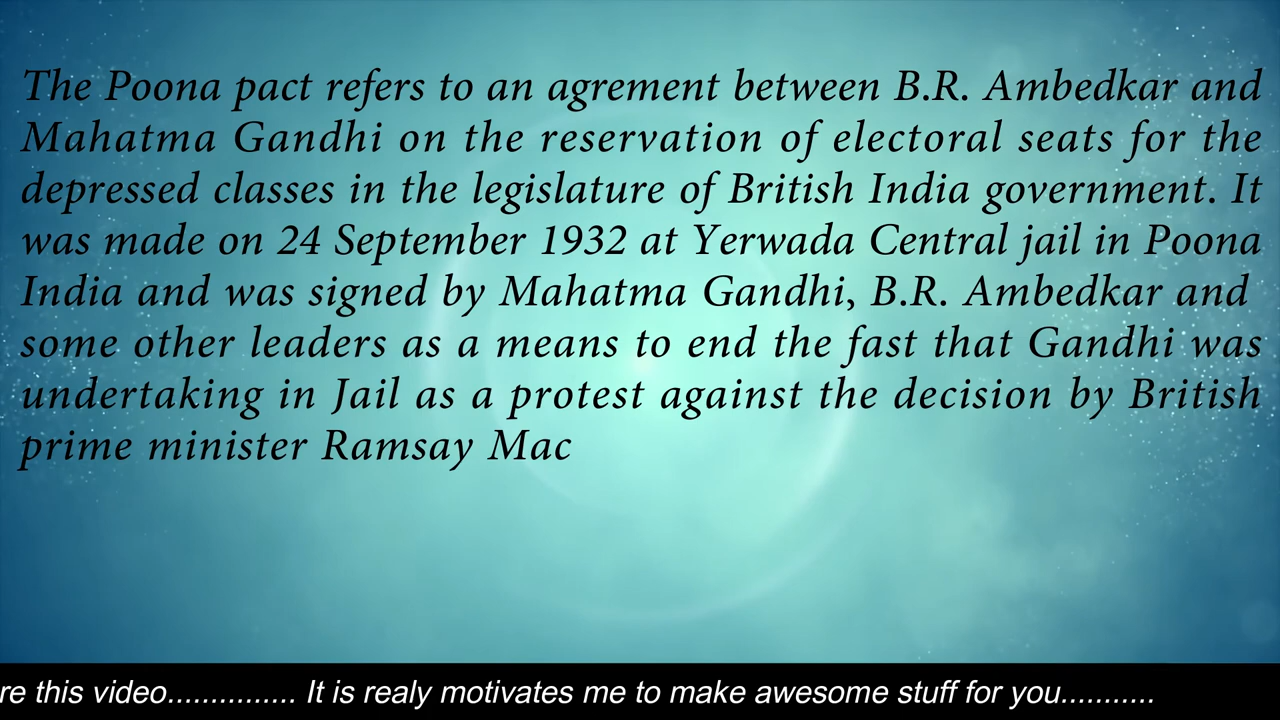 The Poona pact refers to an agrement between B.R. Ambedkar and
Mahatma Gandhi on the reservation of electoral seats for the
depressed classes in the legislature of British India government. It
was made on 24 September 1932 at Yerwada Central jail in Poona
India and was signed by Mahatma Gandhi, B.R. Ambedkar and
some other leaders as a means to end the fast that Gandhi was
undertaking in Jail as a protest against the decision by British
prime minister Ramsay Mac
re this video............... It is realy motivates me to make awesome stuff for you...........